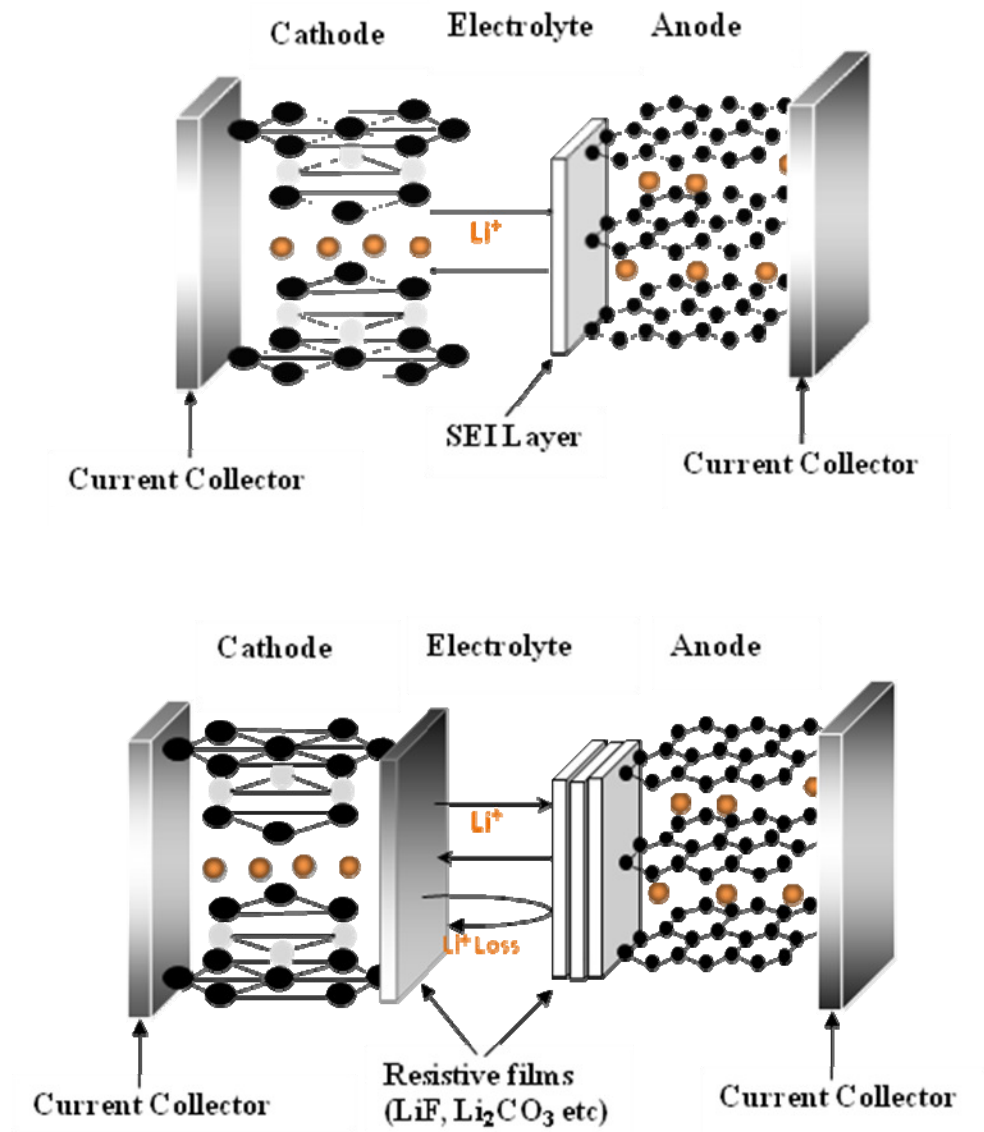 Cathode
Electrolyte
Anode
Li⁺
SEI Layer
Current Collector
Current Collector
Cathode
Electrolyte
Anode
Li⁺
Li⁺ Loss
Resistive films
(LiF, Li₂CO₃ etc)
Current Collector
Current Collector